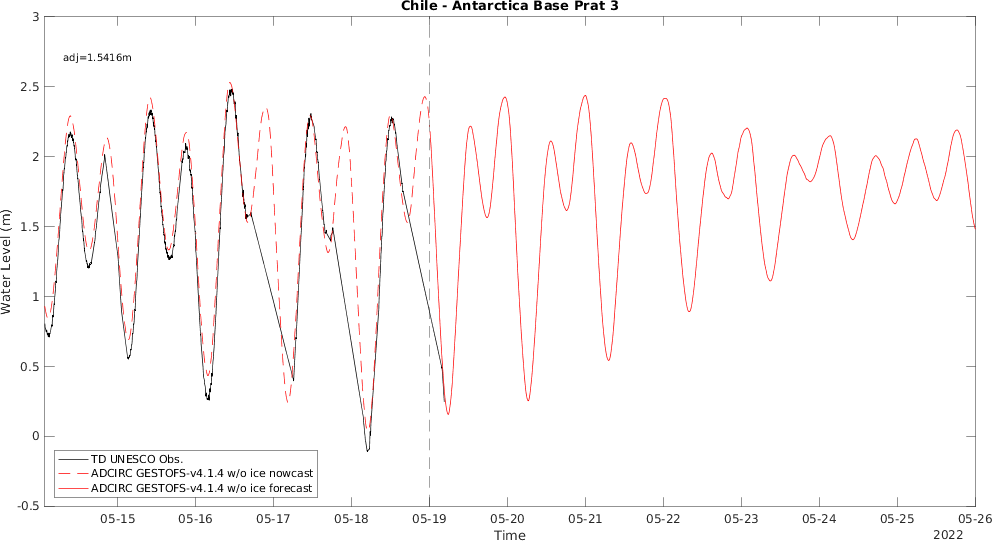 Chile - Antarctica Base Prat 3
adj=1.5416m
Water Level (m)
3
2.5
2
1.5
1
0.5
0
-0.5
TD UNESCO Obs.
ADCIRC GESTOFS-v4.1.4 w/o ice nowcast
ADCIRC GESTOFS-v4.1.4 w/o ice forecast
05-15 05-16 05-17 05-18 05-19 05-20 05-21 05-22 05-23 05-24 05-25 05-26
Time
2022